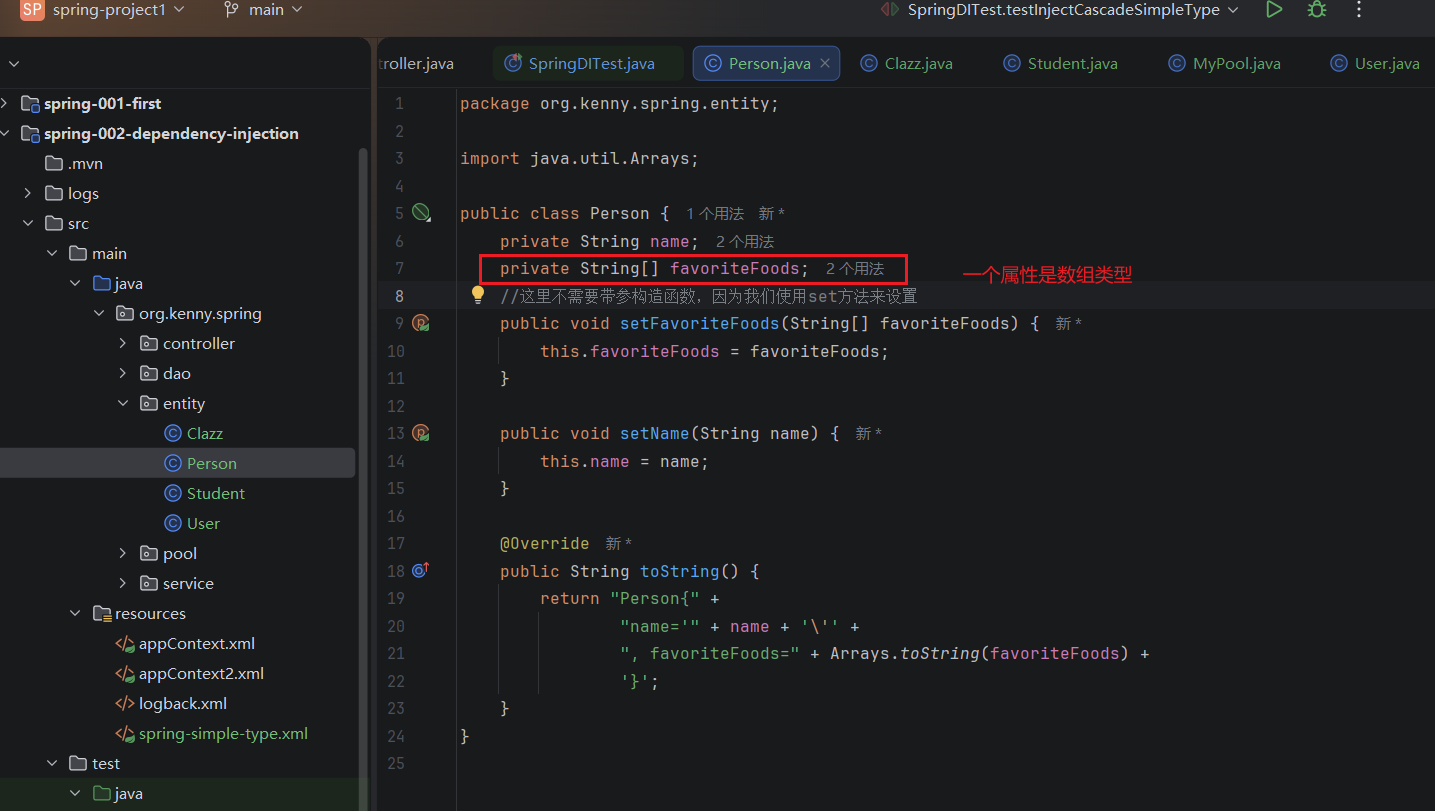 SP spring-project1 main SpringDITest.testInjectCascadeSimpleType
troller.java SpringDITest.java Person.java Clazz.java Student.java MyPool.java User.java
spring-001-first
spring-002-dependency-injection
.mvn
logs
src
main
java
org.kenny.spring
controller
dao
entity
Clazz
Person
Student
User
pool
service
resources
appContext.xml
appContext2.xml
logback.xml
spring-simple-type.xml
test
java
1 package org.kenny.spring.entity;
2
3 import java.util.Arrays;
4
5 public class Person { 1个用法 新*
6 private String name; 2个用法
7 private String[] favoriteFoods; 2个用法 一个属性是数组类型
8 //这里不需要带参构造函数，因为我们使用set方法来设置
9 public void setFavoriteFoods(String[] favoriteFoods) { 新*
10 this.favoriteFoods = favoriteFoods;
11 }
12
13 public void setName(String name) { 新*
14 this.name = name;
15 }
16
17 @Override 新*
18 public String toString() {
19 return "Person{" +
20 "name='" + name + '\'' +
21 ", favoriteFoods=" + Arrays.toString(favoriteFoods) +
22 '}';
23 }
24 }
25